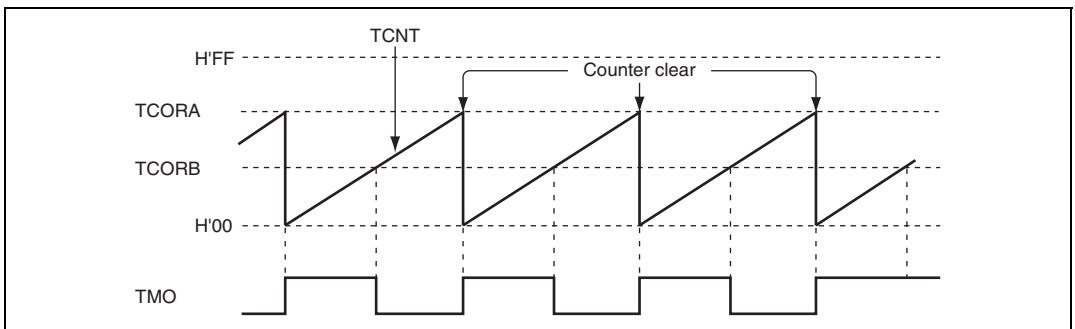 TCNT
H'FF
Counter clear
TCORA
TCORB
H'00
TMO